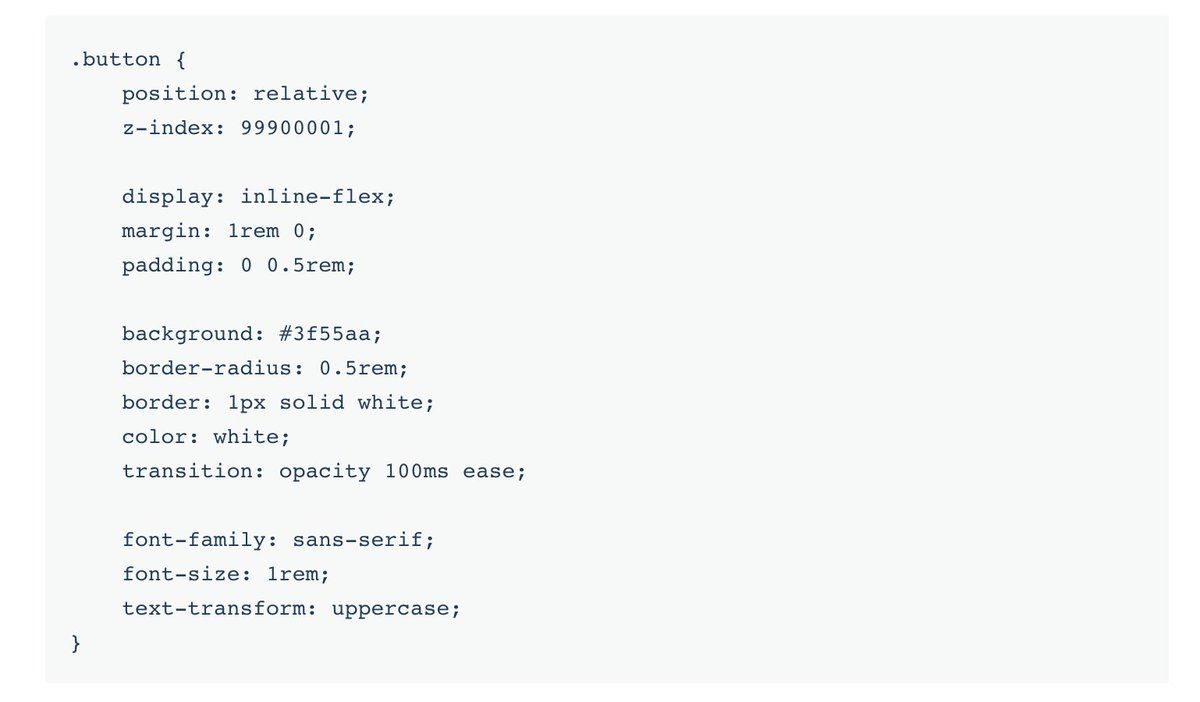 .button {
    position: relative;
    z-index: 99900001;

    display: inline-flex;
    margin: 1rem 0;
    padding: 0 0.5rem;

    background: #3f55aa;
    border-radius: 0.5rem;
    border: 1px solid white;
    color: white;
    transition: opacity 100ms ease;

    font-family: sans-serif;
    font-size: 1rem;
    text-transform: uppercase;
}